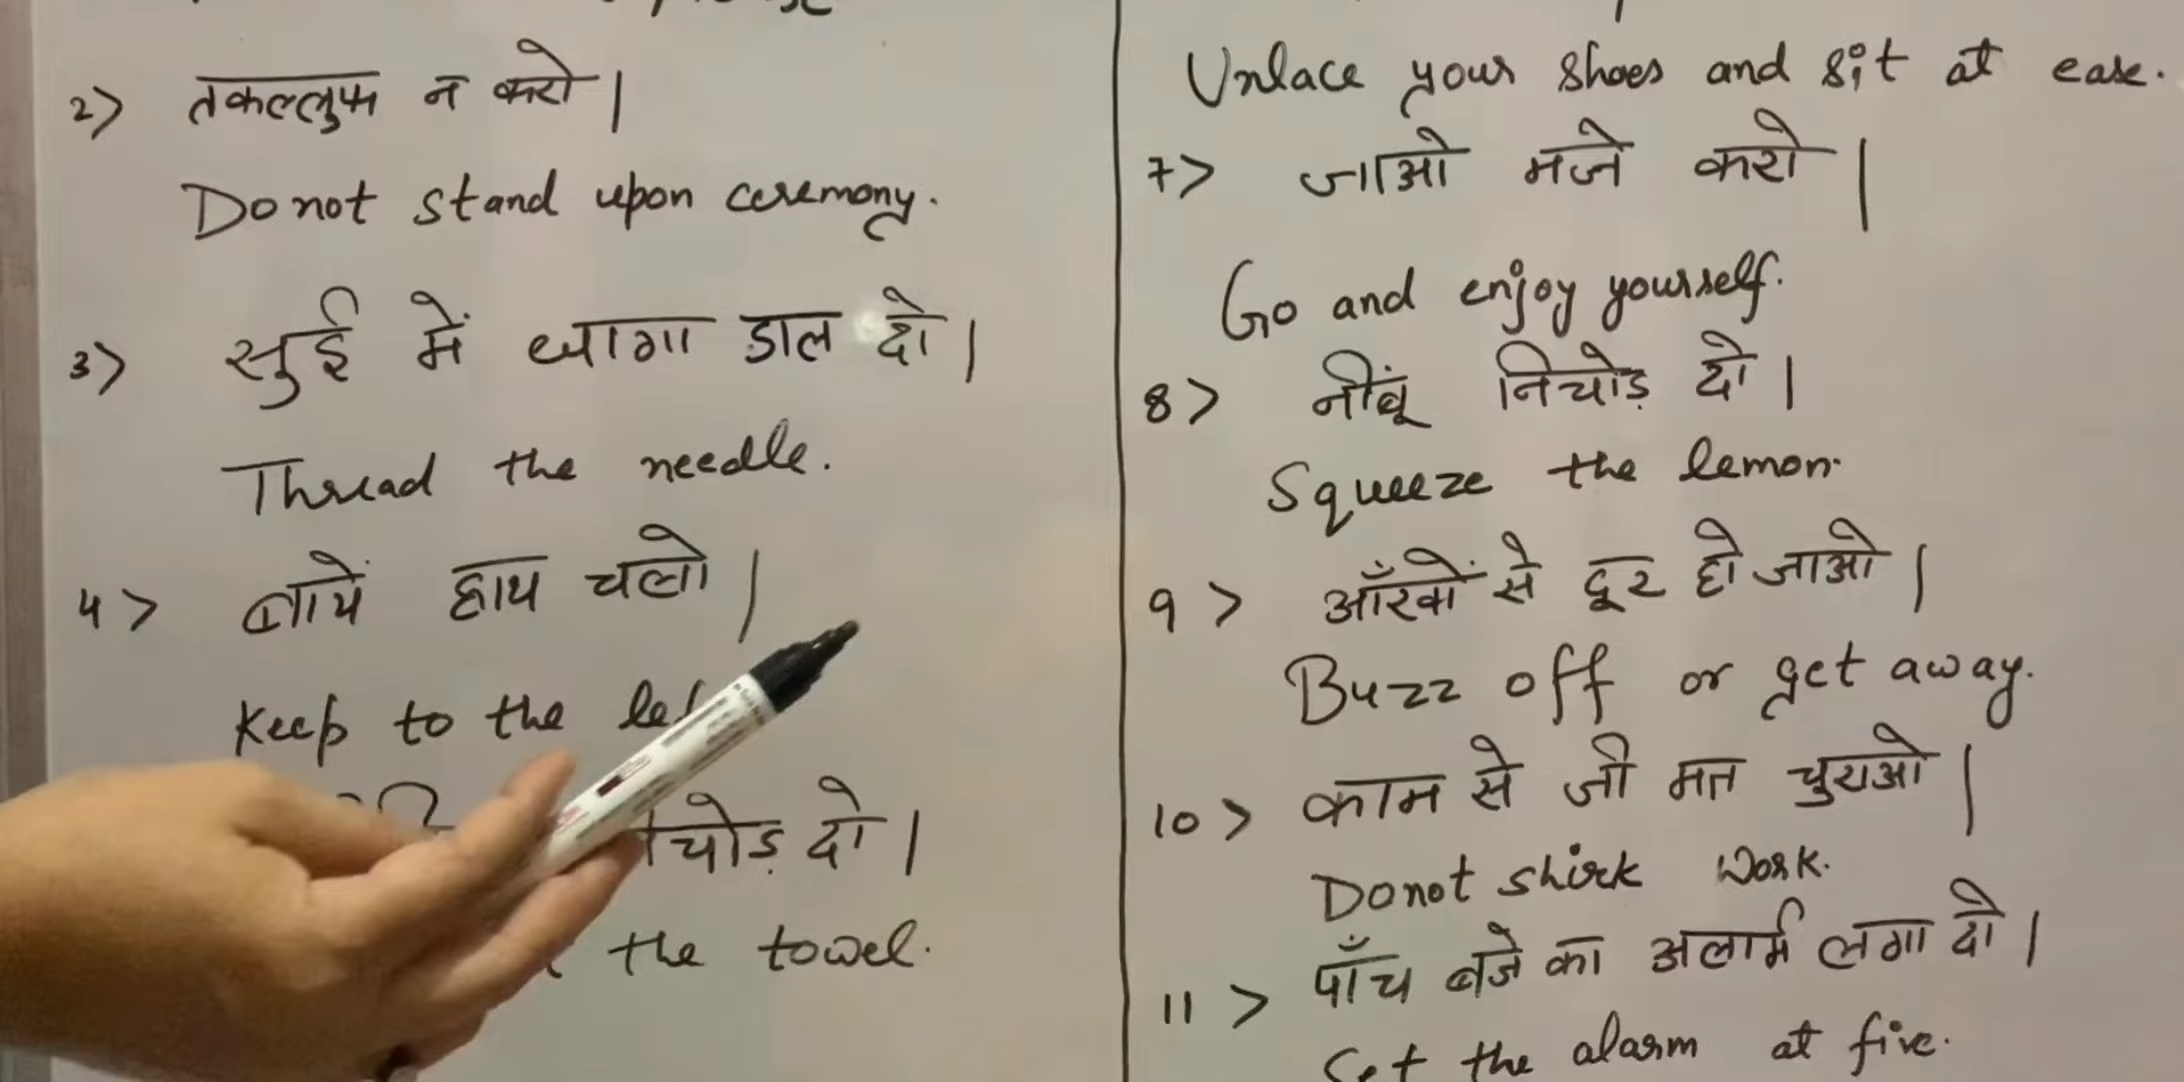 2> तकल्लुफ न करो।
Do not stand upon ceremony.
3> सुई में धागा डाल दो।
Thread the needle.
4> बायें हाथ चलो।
Keep to the
चोड़ दो।
the towel.
Unlace your shoes and sit at ease.
7> जाओ मजे करो।
Go and enjoy yourself.
8> नींबू निचोड़ दो।
Squeeze the lemon.
9> आँखों से दूर हो जाओ।
Buzz off or get away.
10> काम से जी मत चुराओ।
Do not shirk work.
11> पाँच बजे का अलार्म लगा दो।
Set the alarm at five.